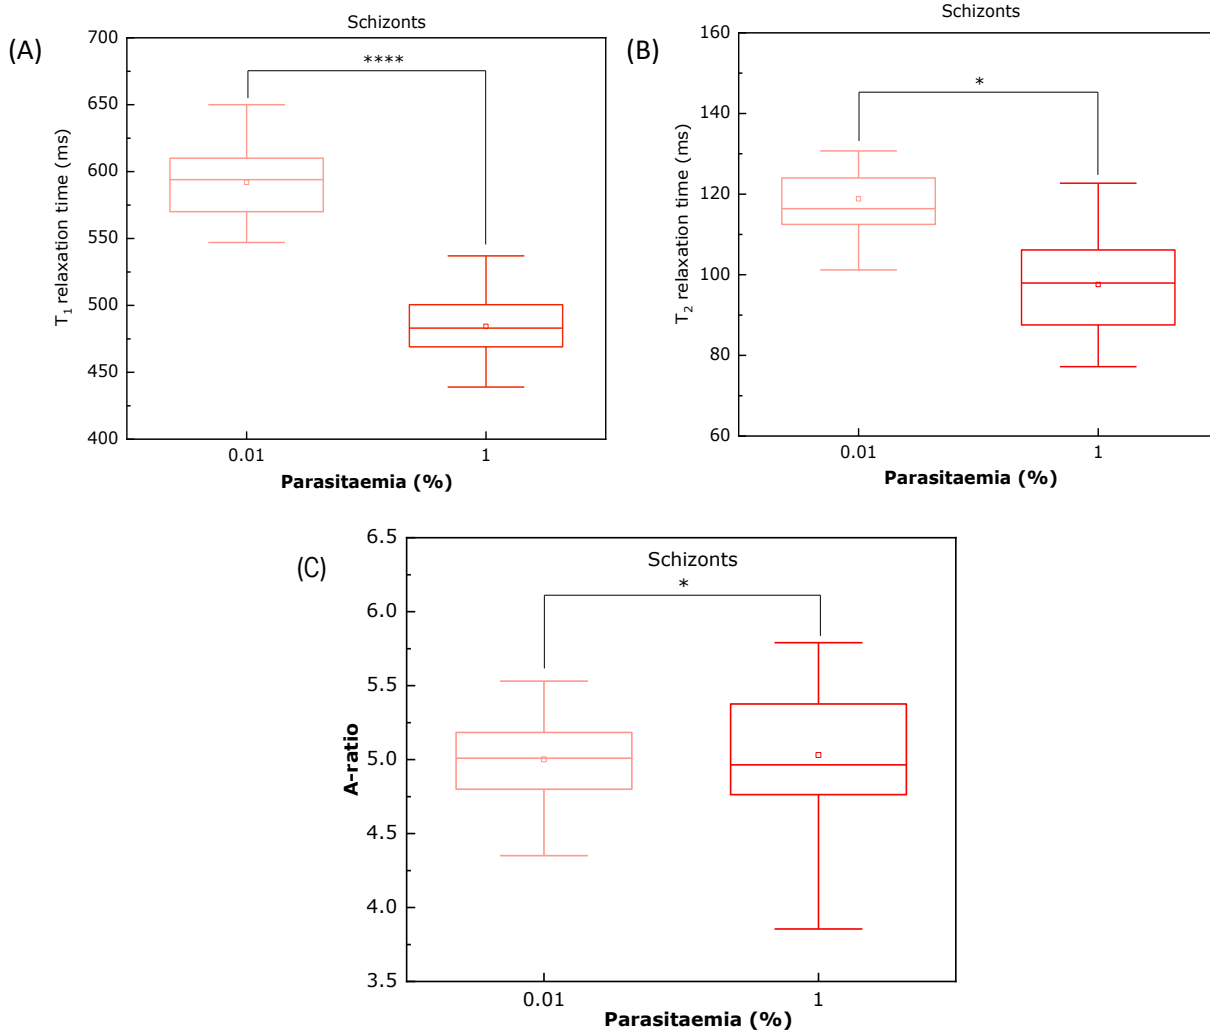 (A)
Schizonts
****
T₁ relaxation time (ms)
700
650
600
550
500
450
400
0.01
1
Parasitaemia (%)
(B)
Schizonts
*
T₂ relaxation time (ms)
160
140
120
100
80
60
0.01
1
Parasitaemia (%)
(C)
Schizonts
*
A-ratio
6.5
6.0
5.5
5.0
4.5
4.0
3.5
0.01
1
Parasitaemia (%)